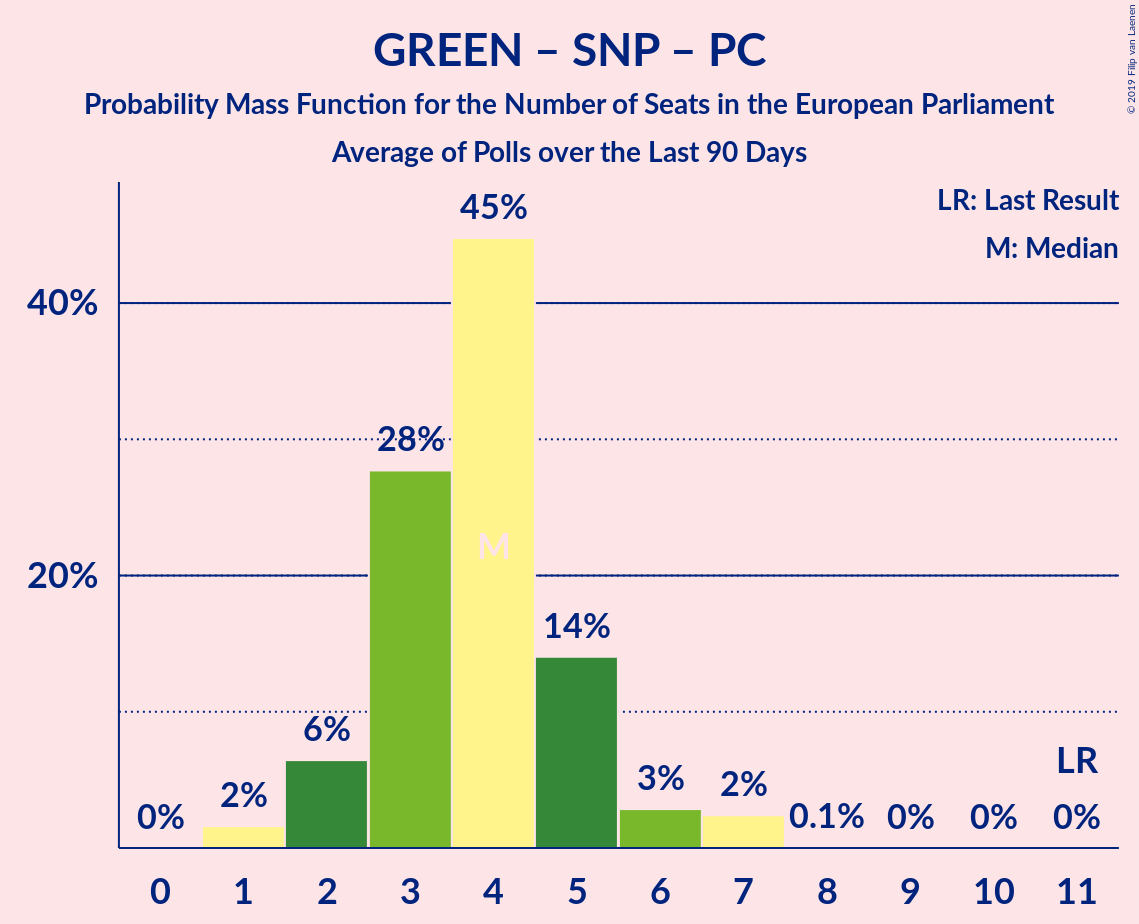 GREEN – SNP – PC
Probability Mass Function for the Number of Seats in the European Parliament
Average of Polls over the Last 90 Days
© 2019 Filip van Laenen
LR: Last Result
M: Median
45%
40%
28%
M
20%
14%
6%
3%
2%
2%
LR
0%
0.1%
0%
0%
0%
0 1 2 3 4 5 6 7 8 9 10 11